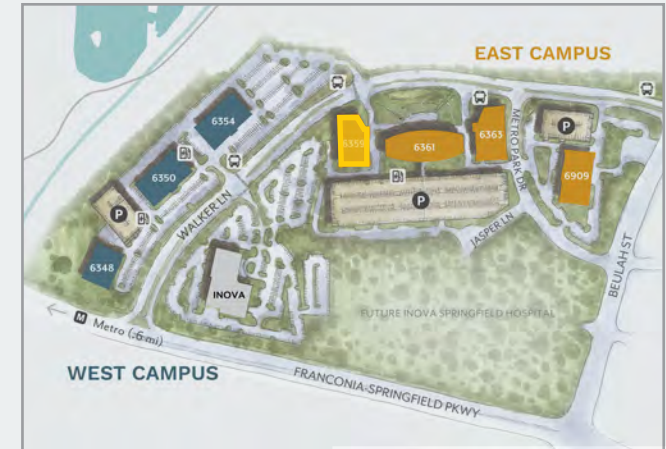 EAST CAMPUS
6354
6359
6361
6363
METRO PARK DR
P
6350
6909
P
P
WALKER LN
JASPER LN
6348
INOVA
BEULAH ST
FUTURE INOVA SPRINGFIELD HOSPITAL
M Metro (.6 mi)
WEST CAMPUS
FRANCONIA-SPRINGFIELD PKWY